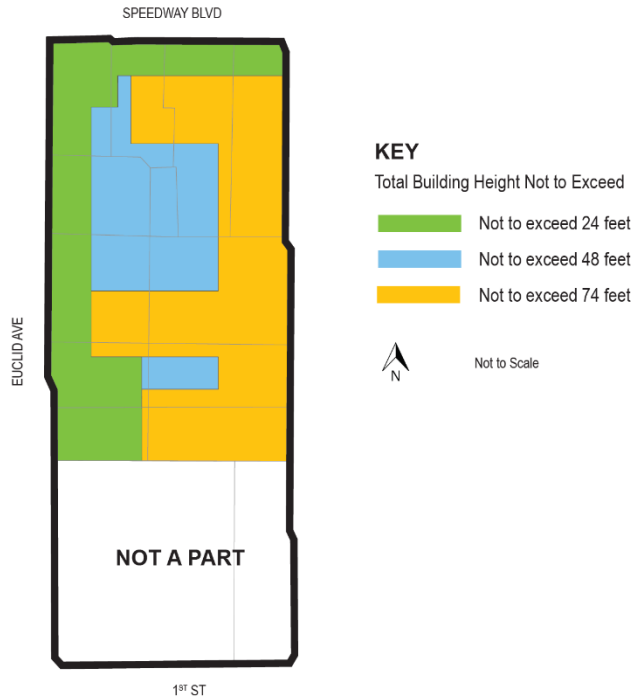 SPEEDWAY BLVD
EUCLID AVE
KEY
Total Building Height Not to Exceed
Not to exceed 24 feet
Not to exceed 48 feet
Not to exceed 74 feet
N
Not to Scale
NOT A PART
1ST ST